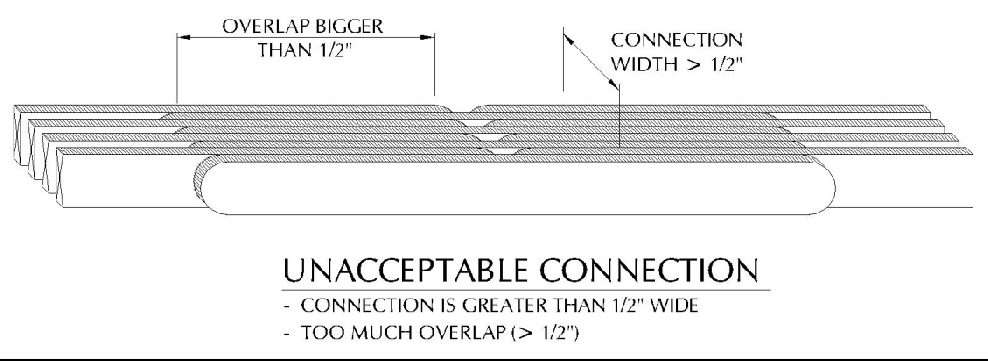 OVERLAP BIGGER
THAN 1/2"
CONNECTION
WIDTH > 1/2"
UNACCEPTABLE CONNECTION
- CONNECTION IS GREATER THAN 1/2" WIDE
- TOO MUCH OVERLAP (> 1/2")